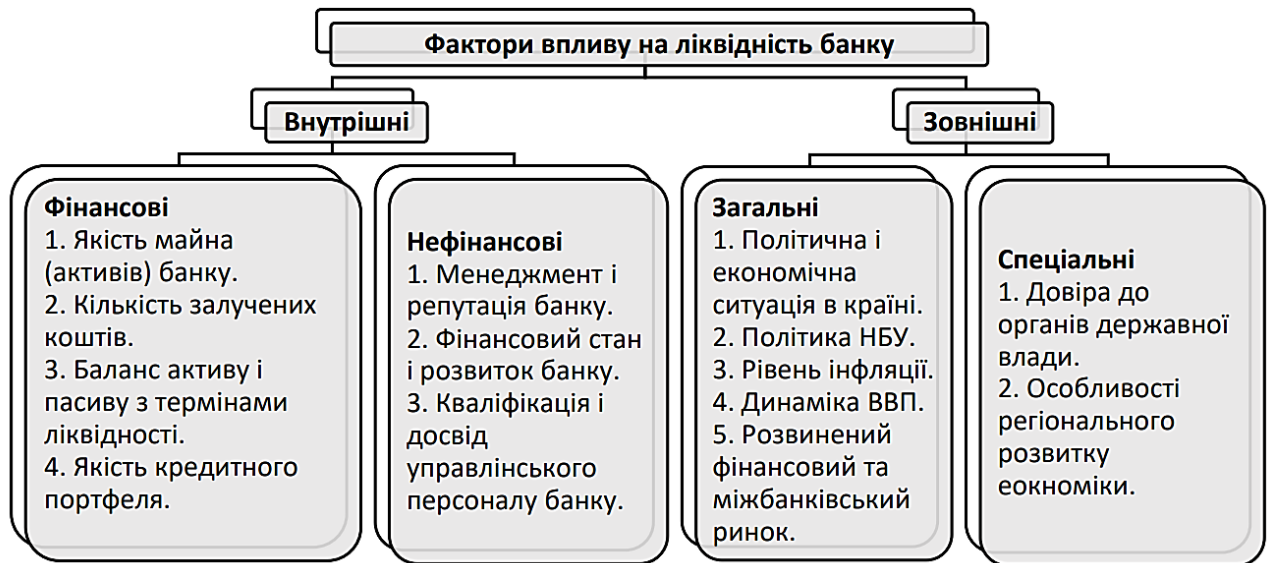 Фактори впливу на ліквідність банку
Внутрішні
Зовнішні
Фінансові
1. Якість майна
(активів) банку.
2. Кількість залучених
коштів.
3. Баланс активу і
пасиву з термінами
ліквідності.
4. Якість кредитного
портфеля.
Нефінансові
1. Менеджмент і
репутація банку.
2. Фінансовий стан
і розвиток банку.
3. Кваліфікація і
досвід
управлінського
персоналу банку.
Загальні
1. Політична і
економічна
ситуація в країні.
2. Політика НБУ.
3. Рівень інфляції.
4. Динаміка ВВП.
5. Розвинений
фінансовий та
міжбанківський
ринок.
Спеціальні
1. Довіра до
органів державної
влади.
2. Особливості
регіонального
розвитку
еокноміки.